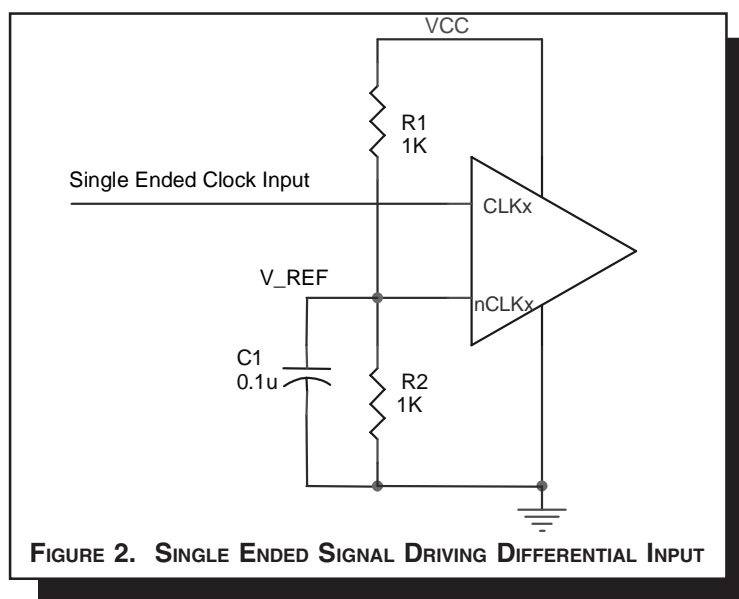 VCC
R1
1K
Single Ended Clock Input
CLKx
V_REF
nCLKx
C1
0.1u
R2
1K
FIGURE 2. SINGLE ENDED SIGNAL DRIVING DIFFERENTIAL INPUT